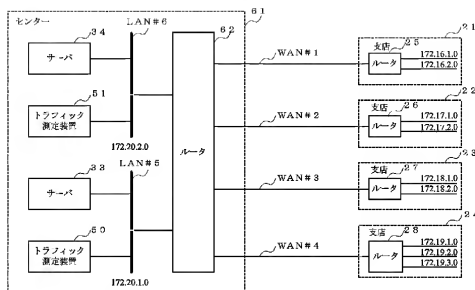 センター
61
LAN#6
62
34
サーバ
51
トラフィック
測定装置
172.20.2.0
LAN#5
33
サーバ
50
トラフィック
測定装置
172.20.1.0
ルータ
WAN#1
WAN#2
WAN#3
WAN#4
21
支店
25
ルータ
172.16.1.0
172.16.2.0
22
支店
26
ルータ
172.17.1.0
172.17.2.0
23
支店
27
ルータ
172.18.1.0
172.18.2.0
24
支店
28
ルータ
172.19.1.0
172.19.2.0
172.19.3.0